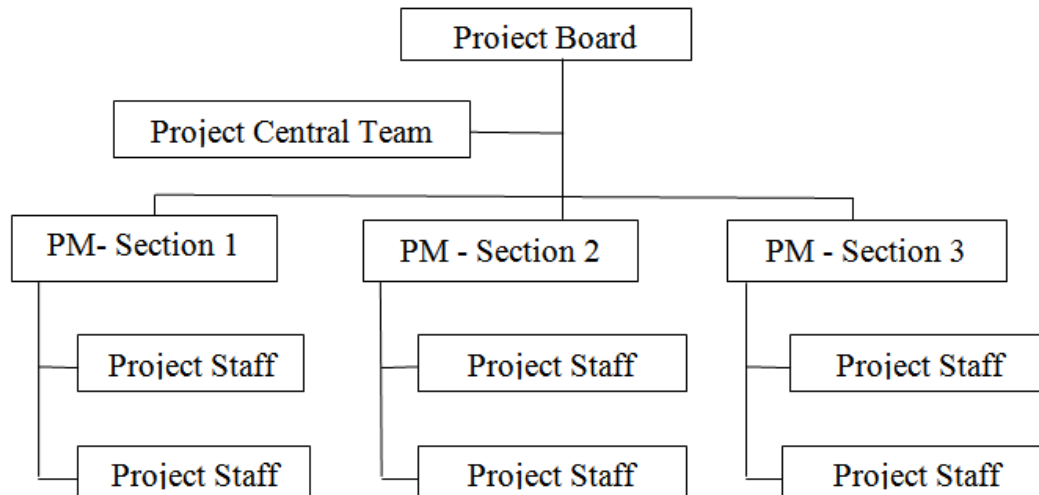 Project Board
Project Central Team
PM- Section 1
PM - Section 2
PM - Section 3
Project Staff
Project Staff
Project Staff
Project Staff
Project Staff
Project Staff